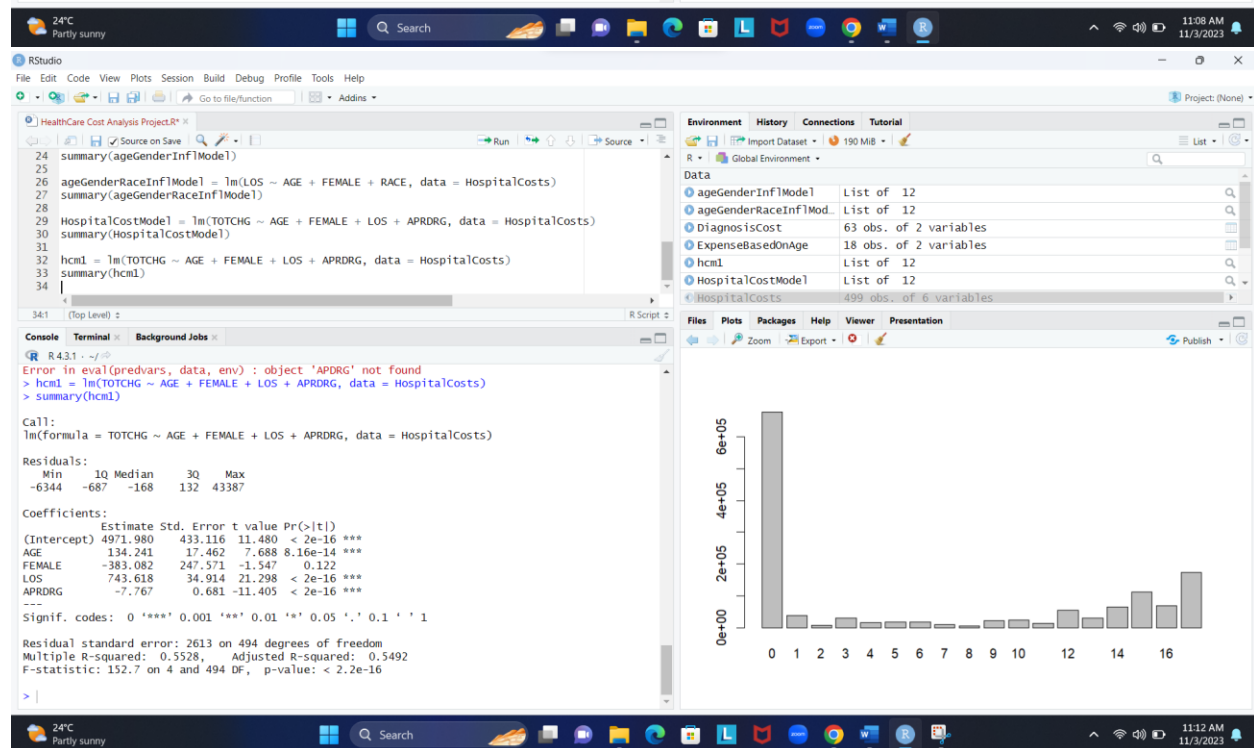 24°C
Partly sunny
Search
11:08 AM
11/3/2023
RStudio
File Edit Code View Plots Session Build Debug Profile Tools Help
Go to file/function
Addins
Project: (None)
HealthCare Cost Analysis Project.R*
Source on Save
Run
Source
24 summary(ageGenderInflModel)
25
26 ageGenderRaceInflModel = lm(LOS ~ AGE + FEMALE + RACE, data = HospitalCosts)
27 summary(ageGenderRaceInflModel)
28
29 HospitalCostModel = lm(TOTCHG ~ AGE + FEMALE + LOS + APRDRG, data = HospitalCosts)
30 summary(HospitalCostModel)
31
32 hcm1 = lm(TOTCHG ~ AGE + FEMALE + LOS + APRDRG, data = HospitalCosts)
33 summary(hcm1)
34
34:1 (Top Level)
R Script
Console Terminal Background Jobs
R 4.3.1 · ~/
Error in eval(predvars, data, env) : object 'APDRG' not found
> hcm1 = lm(TOTCHG ~ AGE + FEMALE + LOS + APRDRG, data = HospitalCosts)
> summary(hcm1)
Call:
lm(formula = TOTCHG ~ AGE + FEMALE + LOS + APRDRG, data = HospitalCosts)
Residuals:
Min 1Q Median 3Q Max
-6344 -687 -168 132 43387
Coefficients:
Estimate Std. Error t value Pr(>|t|)
(Intercept) 4971.980 433.116 11.480 < 2e-16 ***
AGE 134.241 17.462 7.688 8.16e-14 ***
FEMALE -383.082 247.571 -1.547 0.122
LOS 743.618 34.914 21.298 < 2e-16 ***
APRDRG -7.767 0.681 -11.405 < 2e-16 ***
---
Signif. codes: 0 ‘***’ 0.001 ‘**’ 0.01 ‘*’ 0.05 ‘.’ 0.1 ‘ ’ 1
Residual standard error: 2613 on 494 degrees of freedom
Multiple R-squared: 0.5528, Adjusted R-squared: 0.5492
F-statistic: 152.7 on 4 and 494 DF, p-value: < 2.2e-16
>
Environment History Connections Tutorial
Import Dataset
190 MiB
List
R
Global Environment
Data
ageGenderInflModel List of 12
ageGenderRaceInflMod… List of 12
DiagnosisCost 63 obs. of 2 variables
ExpenseBasedOnAge 18 obs. of 2 variables
hcm1 List of 12
HospitalCostModel List of 12
HospitalCosts 499 obs. of 6 variables
Files Plots Packages Help Viewer Presentation
Zoom
Export
Publish
6e+05
4e+05
2e+05
0e+00
0 1 2 3 4 5 6 7 8 9 10 12 14 16
24°C
Partly sunny
Search
11:12 AM
11/3/2023